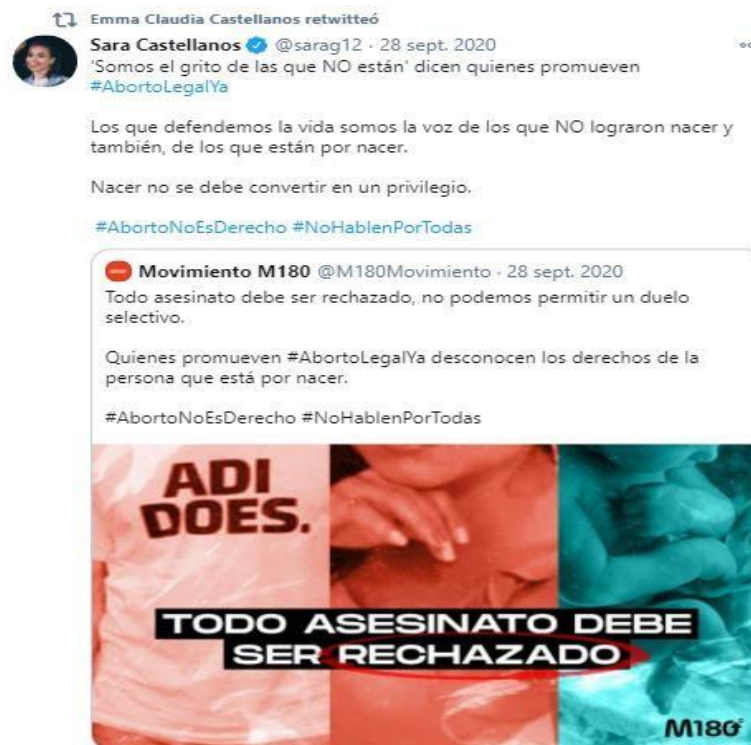 Emma Claudia Castellanos retwitteó
Sara Castellanos @sarag12 · 28 sept. 2020
'Somos el grito de las que NO están' dicen quienes promueven
#AbortoLegalYa
Los que defendemos la vida somos la voz de los que NO lograron nacer y
también, de los que están por nacer.
Nacer no se debe convertir en un privilegio.
#AbortoNoEsDerecho #NoHablenPorTodas
Movimiento M180 @M180Movimiento · 28 sept. 2020
Todo asesinato debe ser rechazado, no podemos permitir un duelo
selectivo.
Quienes promueven #AbortoLegalYa desconocen los derechos de la
persona que está por nacer.
#AbortoNoEsDerecho #NoHablenPorTodas
ADI
DOES.
TODO ASESINATO DEBE
SER RECHAZADO
M180°